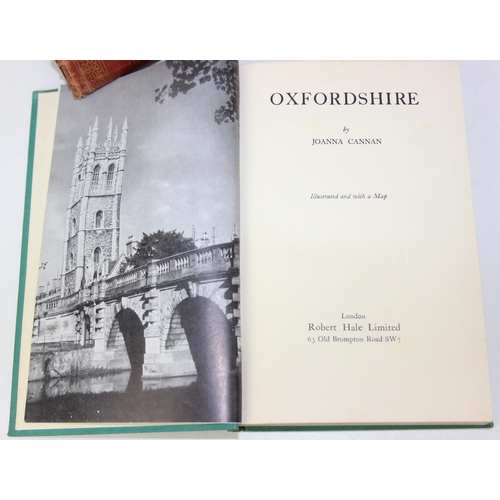 OXFORDSHIRE
by
JOANNA CANNAN
Illustrated and with a Map
London
Robert Hale Limited
63 Old Brompton Road SW7